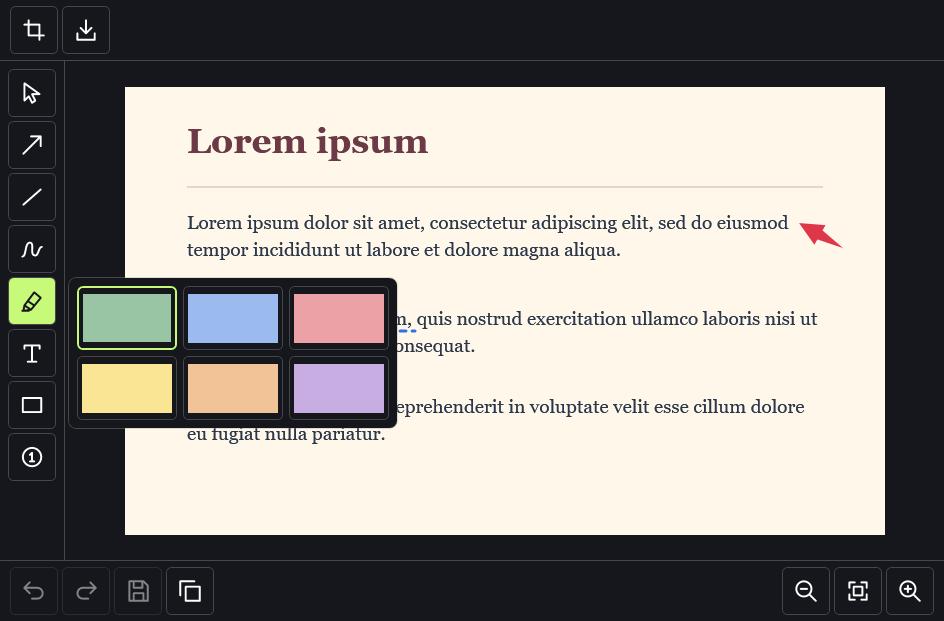 Lorem ipsum
Lorem ipsum dolor sit amet, consectetur adipiscing elit, sed do eiusmod
tempor incididunt ut labore et dolore magna aliqua.
quis nostrud exercitation ullamco laboris nisi ut
onsequat.
eprehenderit in voluptate velit esse cillum dolore
eu fugiat nulla pariatur.
T
1